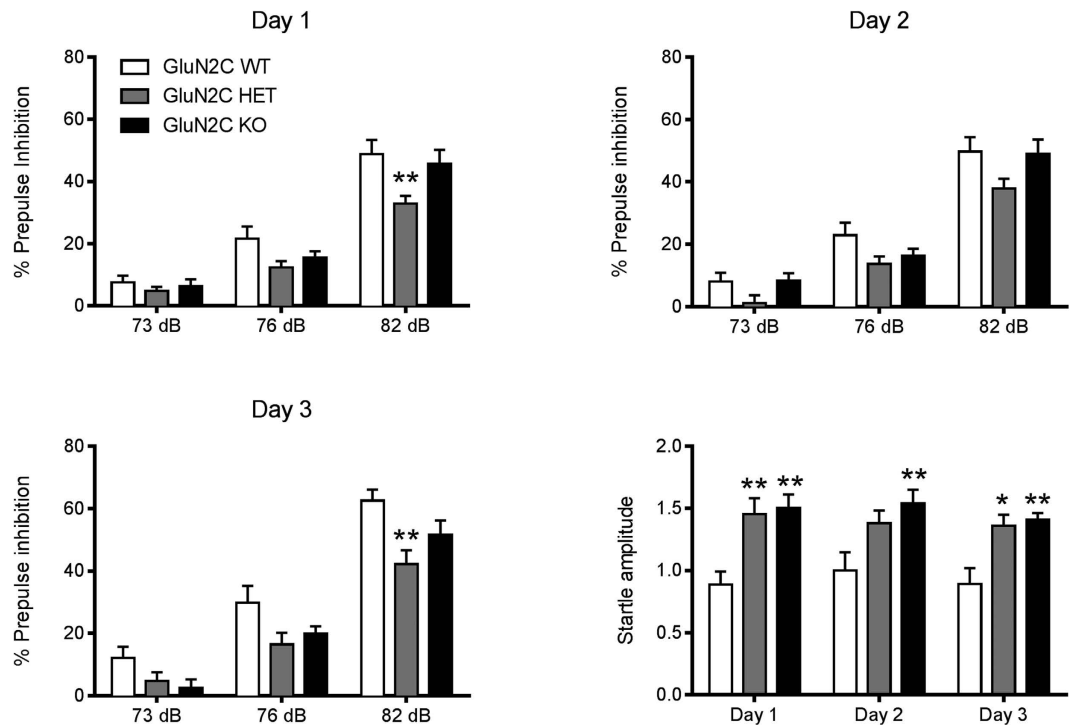 Day 1
% Prepulse Inhibition
80
60
40
20
0
GluN2C WT
GluN2C HET
GluN2C KO
**
73 dB 76 dB 82 dB
Day 2
% Prepulse inhibition
80
60
40
20
0
73 dB 76 dB 82 dB
Day 3
% Prepulse inhibition
80
60
40
20
0
**
73 dB 76 dB 82 dB
Startle amplitude
2.0
1.5
1.0
0.5
0.0
** ** ** * **
Day 1 Day 2 Day 3